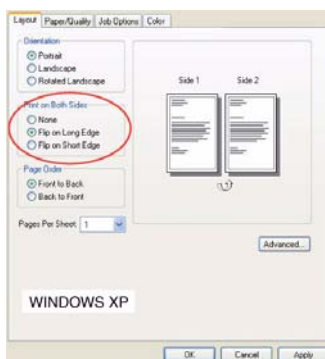 Layout Paper/Quality Job Options Color
Orientation
Portrait
Landscape
Rotated Landscape
Print on Both Sides
None
Flip on Long Edge
Flip on Short Edge
Page Order
Front to Back
Back to Front
Pages Per Sheet: 1
Side 1 Side 2
Advanced...
WINDOWS XP
OK Cancel Apply